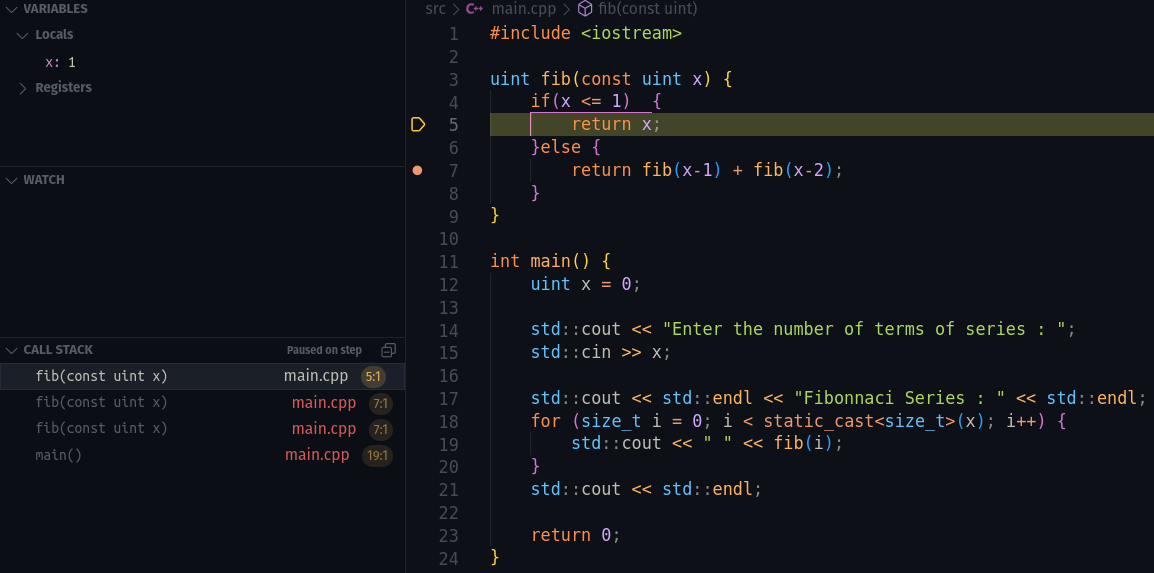 VARIABLES
Locals
x: 1
Registers
WATCH
CALL STACK Paused on step
fib(const uint x) main.cpp 5:1
fib(const uint x) main.cpp 7:1
fib(const uint x) main.cpp 7:1
main() main.cpp 19:1
src > C++ main.cpp > fib(const uint)
1 #include <iostream>
2
3 uint fib(const uint x) {
4     if(x <= 1)  {
5         return x;
6     }else {
7         return fib(x-1) + fib(x-2);
8     }
9 }
10
11 int main() {
12     uint x = 0;
13
14     std::cout << "Enter the number of terms of series : ";
15     std::cin >> x;
16
17     std::cout << std::endl << "Fibonnaci Series : " << std::endl;
18     for (size_t i = 0; i < static_cast<size_t>(x); i++) {
19         std::cout << " " << fib(i);
20     }
21     std::cout << std::endl;
22
23     return 0;
24 }